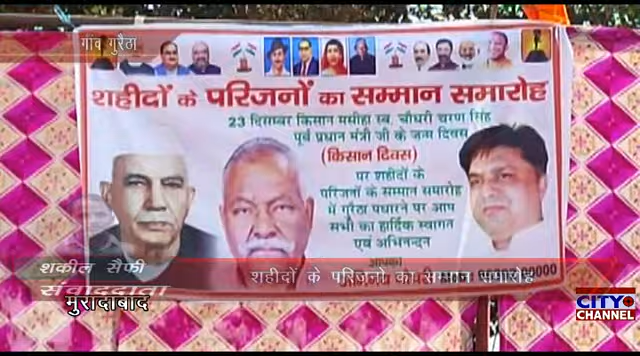 गांव गुरैठा
शहीदों के परिजनों का सम्मान समारोह
23 दिसम्बर किसान मसीहा स्व. चौधरी चरण सिंह
पूर्व प्रधान मंत्री जी के जन्म दिवस
(किसान दिवस)
पर शहीदों के
परिजनों के सम्मान समारोह
में गुरैठा पधारने पर आप
सभी का हार्दिक स्वागत
एवं अभिनन्दन
आपका
शकील सैफी
संवाददाता
मुरादाबाद
शहीदों के परिजनो का सम्मान समारोह
CITY
CHANNEL